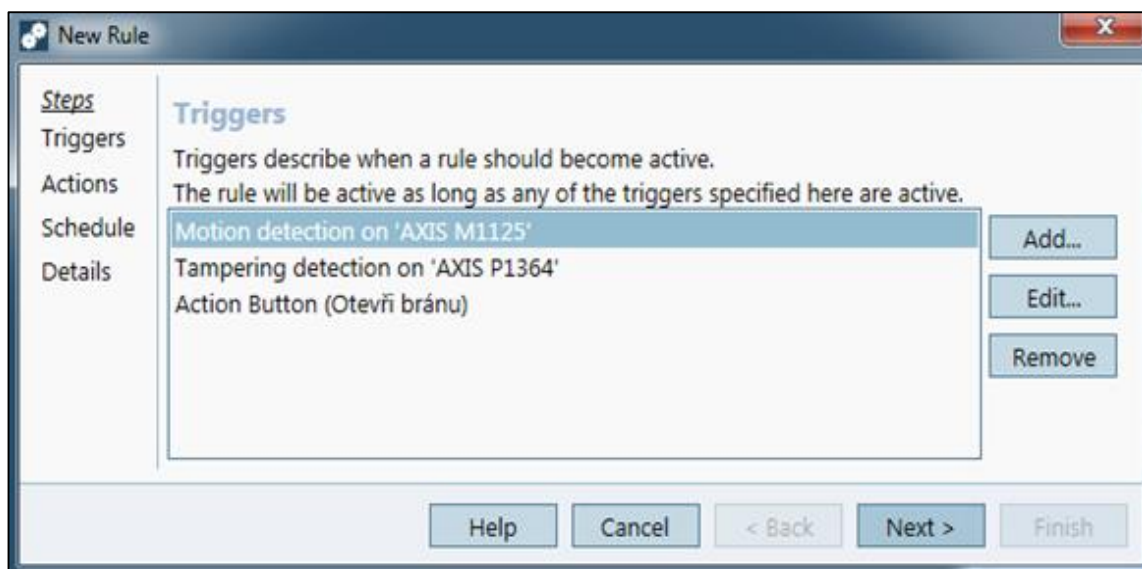 New Rule
Steps
Triggers
Actions
Schedule
Details
Triggers
Triggers describe when a rule should become active.
The rule will be active as long as any of the triggers specified here are active.
Motion detection on 'AXIS M1125'
Tampering detection on 'AXIS P1364'
Action Button (Otevři bránu)
Add...
Edit...
Remove
Help
Cancel
< Back
Next >
Finish